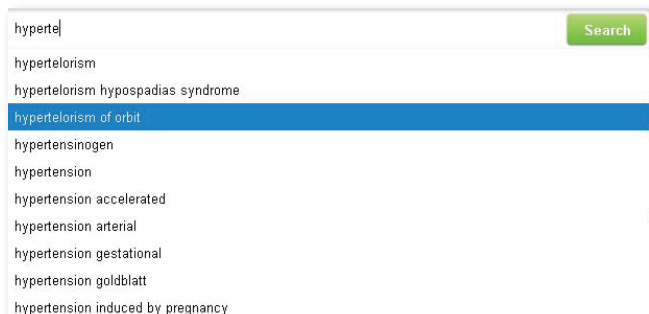 hyperte
Search
hypertelorism
hypertelorism hypospadias syndrome
hypertelorism of orbit
hypertensinogen
hypertension
hypertension accelerated
hypertension arterial
hypertension gestational
hypertension goldblatt
hypertension induced by pregnancy